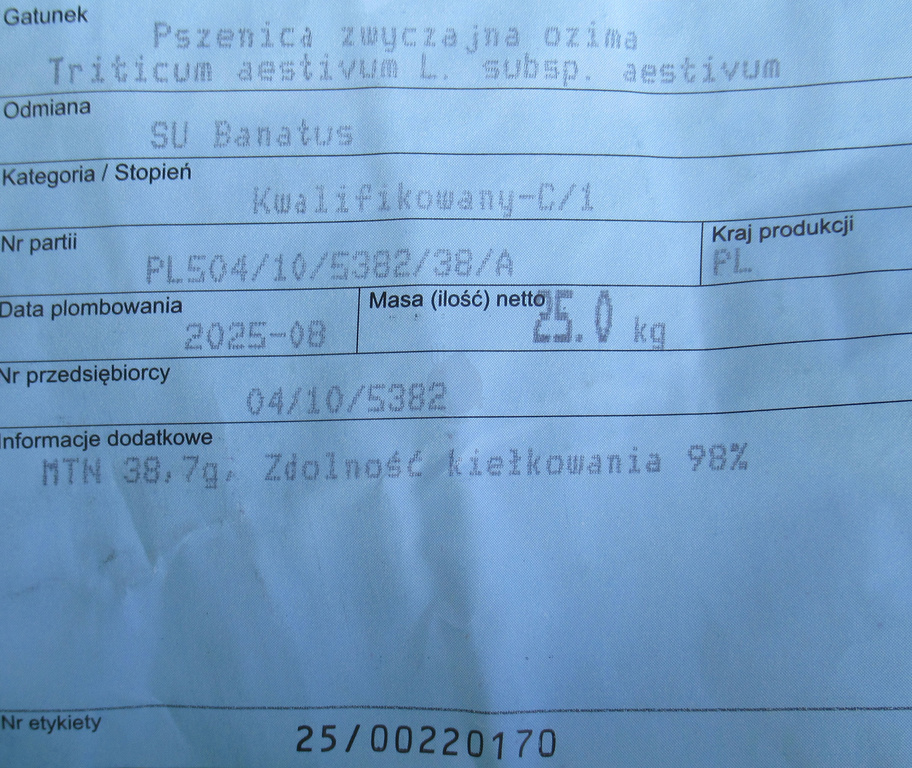 Gatunek
Pszenica zwyczajna ozima
Triticum aestivum L. subsp. aestivum
Odmiana
SU Banatus
Kategoria / Stopień
Kwalifikowany-C/1
Nr partii
PL504/10/5382/38/A
Kraj produkcji
PL
Data plombowania
2025-08
Masa (ilość) netto
25.0 kg
Nr przedsiębiorcy
04/10/5382
Informacje dodatkowe
MTN 38,7g, Zdolność kiełkowania 98%
Nr etykiety
25/00220170